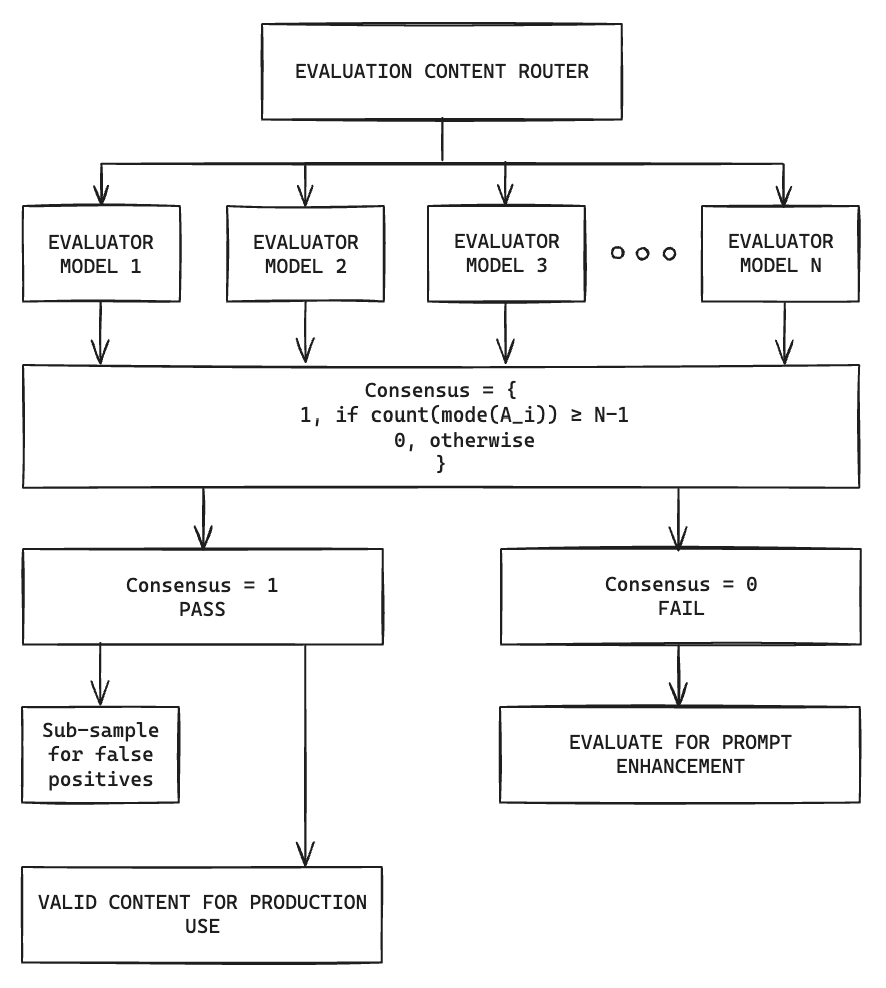 EVALUATION CONTENT ROUTER
EVALUATOR
MODEL 1
EVALUATOR
MODEL 2
EVALUATOR
MODEL 3
EVALUATOR
MODEL N
Consensus = {
1, if count(mode(A_i)) ≥ N-1
0, otherwise
}
Consensus = 1
PASS
Consensus = 0
FAIL
Sub-sample
for false
positives
EVALUATE FOR PROMPT
ENHANCEMENT
VALID CONTENT FOR PRODUCTION
USE